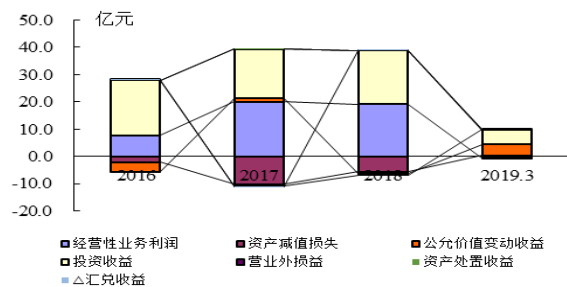 亿元
50.0
40.0
30.0
20.0
10.0
0.0
-10.0
-20.0
2016 2017 2018 2019.3
经营性业务利润 资产减值损失 公允价值变动收益
投资收益 营业外损益 资产处置收益
△汇兑收益